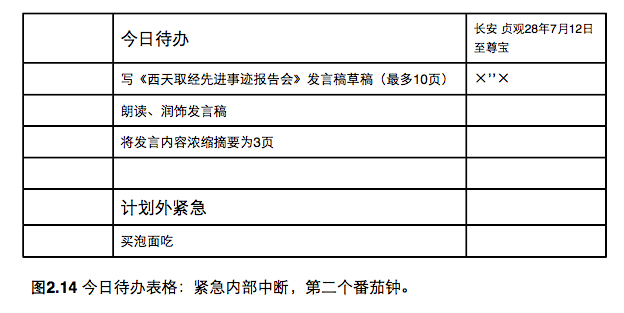 今日待办
长安 贞观28年7月12日
至尊宝
写《西天取经先进事迹报告会》发言稿草稿（最多10页）
×’’×
朗读、润饰发言稿
将发言内容浓缩摘要为3页
计划外紧急
买泡面吃
图2.14 今日待办表格：紧急内部中断，第二个番茄钟。